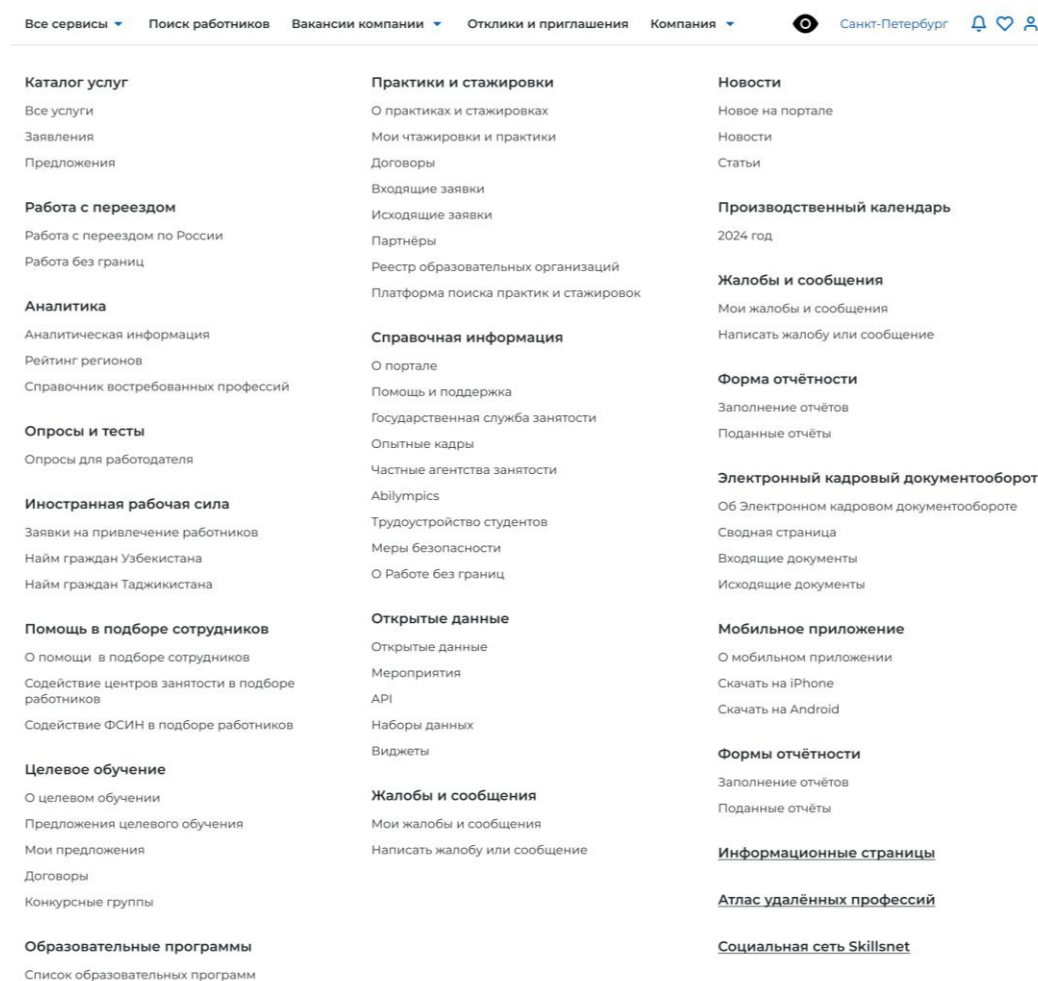 Все сервисы Поиск работников Вакансии компании Отклики и приглашения Компания Санкт-Петербург
Каталог услуг
Все услуги
Заявления
Предложения
Работа с переездом
Работа с переездом по России
Работа без границ
Аналитика
Аналитическая информация
Рейтинг регионов
Справочник востребованных профессий
Опросы и тесты
Опросы для работодателя
Иностранная рабочая сила
Заявки на привлечение работников
Найм граждан Узбекистана
Найм граждан Таджикистана
Помощь в подборе сотрудников
О помощи в подборе сотрудников
Содействие центров занятости в подборе
работников
Содействие ФСИН в подборе работников
Целевое обучение
О целевом обучении
Предложения целевого обучения
Мои предложения
Договоры
Конкурсные группы
Образовательные программы
Список образовательных программ
Практики и стажировки
О практиках и стажировках
Мои чтажировки и практики
Договоры
Входящие заявки
Исходящие заявки
Партнёры
Реестр образовательных организаций
Платформа поиска практик и стажировок
Справочная информация
О портале
Помощь и поддержка
Государственная служба занятости
Опытные кадры
Частные агентства занятости
Abilympics
Трудоустройство студентов
Меры безопасности
О Работе без границ
Открытые данные
Открытые данные
Мероприятия
API
Наборы данных
Виджеты
Жалобы и сообщения
Мои жалобы и сообщения
Написать жалобу или сообщение
Новости
Новое на портале
Новости
Статьи
Производственный календарь
2024 год
Жалобы и сообщения
Мои жалобы и сообщения
Написать жалобу или сообщение
Форма отчётности
Заполнение отчётов
Поданные отчёты
Электронный кадровый документооборот
Об Электронном кадровом документообороте
Сводная страница
Входящие документы
Исходящие документы
Мобильное приложение
О мобильном приложении
Скачать на iPhone
Скачать на Android
Формы отчётности
Заполнение отчётов
Поданные отчёты
Информационные страницы
Атлас удалённых профессий
Социальная сеть Skillsnet